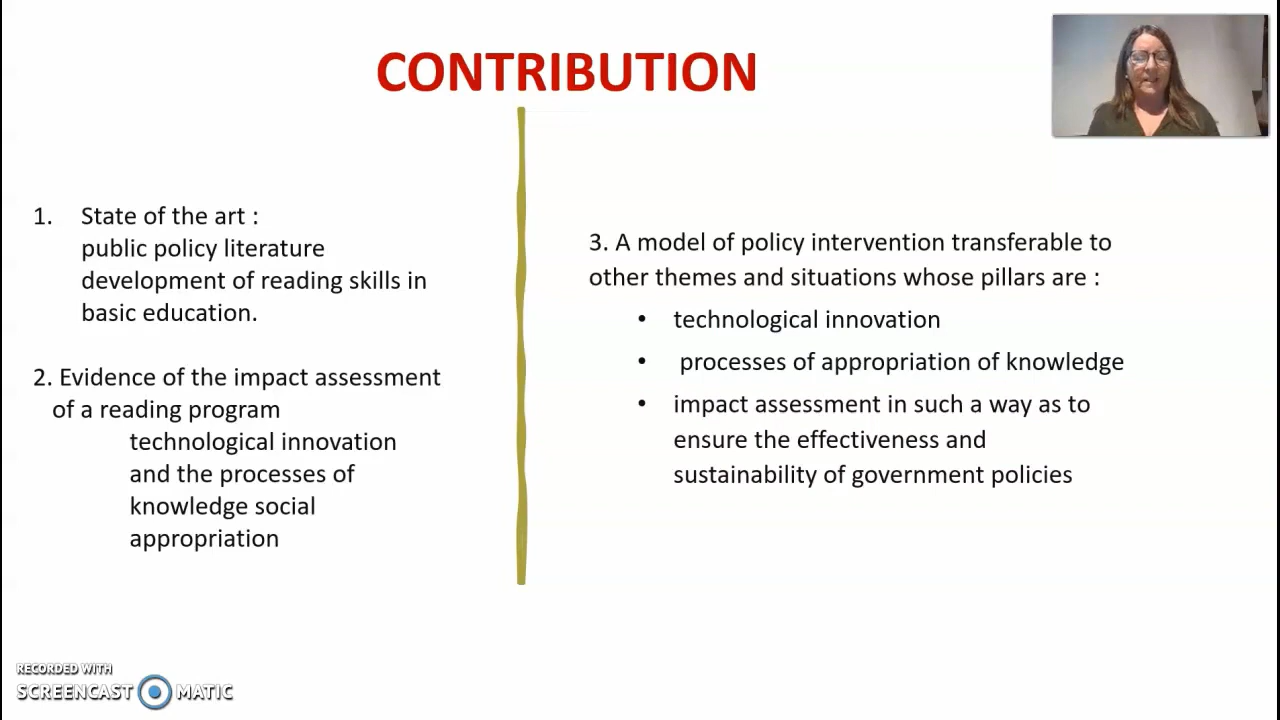 CONTRIBUTION
1. State of the art :
public policy literature
development of reading skills in
basic education.
2. Evidence of the impact assessment
of a reading program
technological innovation
and the processes of
knowledge social
appropriation
3. A model of policy intervention transferable to
other themes and situations whose pillars are :
• technological innovation
• processes of appropriation of knowledge
• impact assessment in such a way as to
ensure the effectiveness and
sustainability of government policies
RECORDED WITH
SCREENCAST MATIC